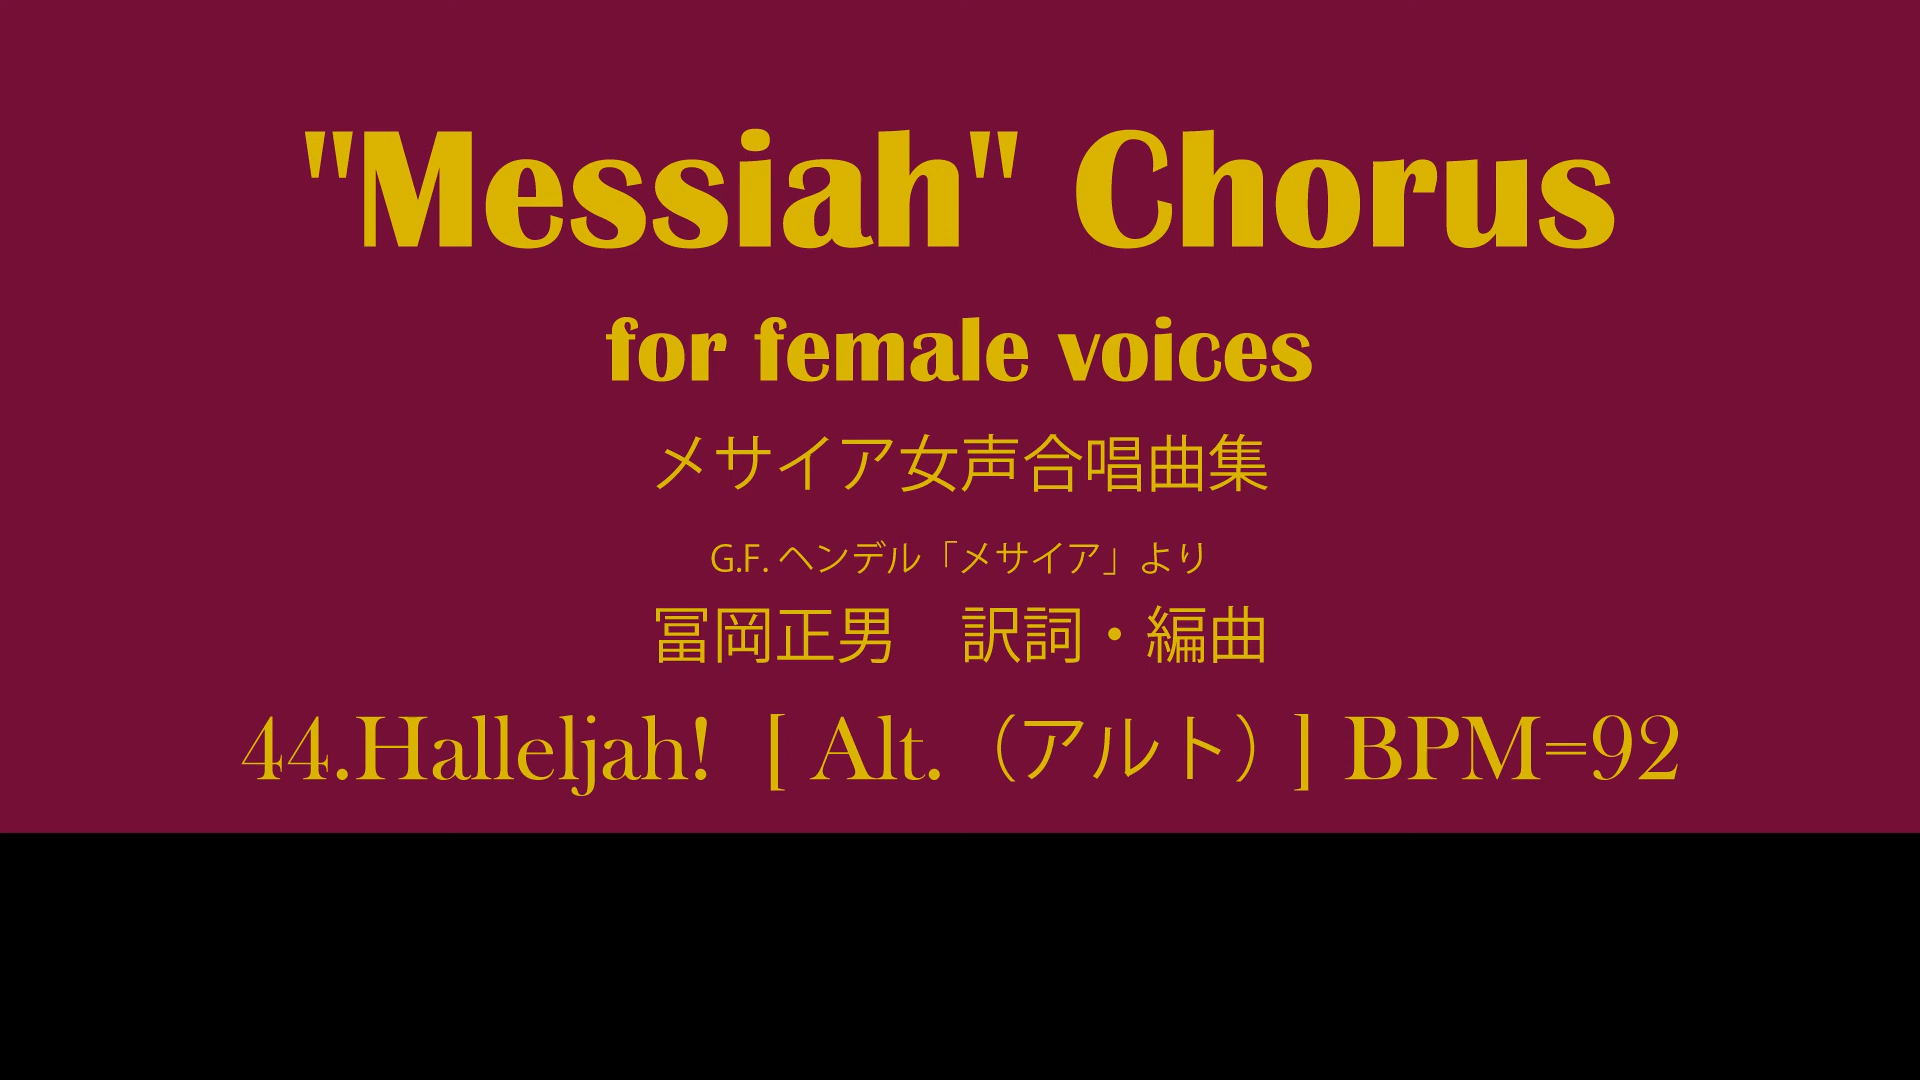 "Messiah" Chorus
for female voices
メサイア女声合唱曲集
G.F. ヘンデル「メサイア」より
冨岡正男　訳詞・編曲
44.Halleljah! [ Alt.（アルト）] BPM=92